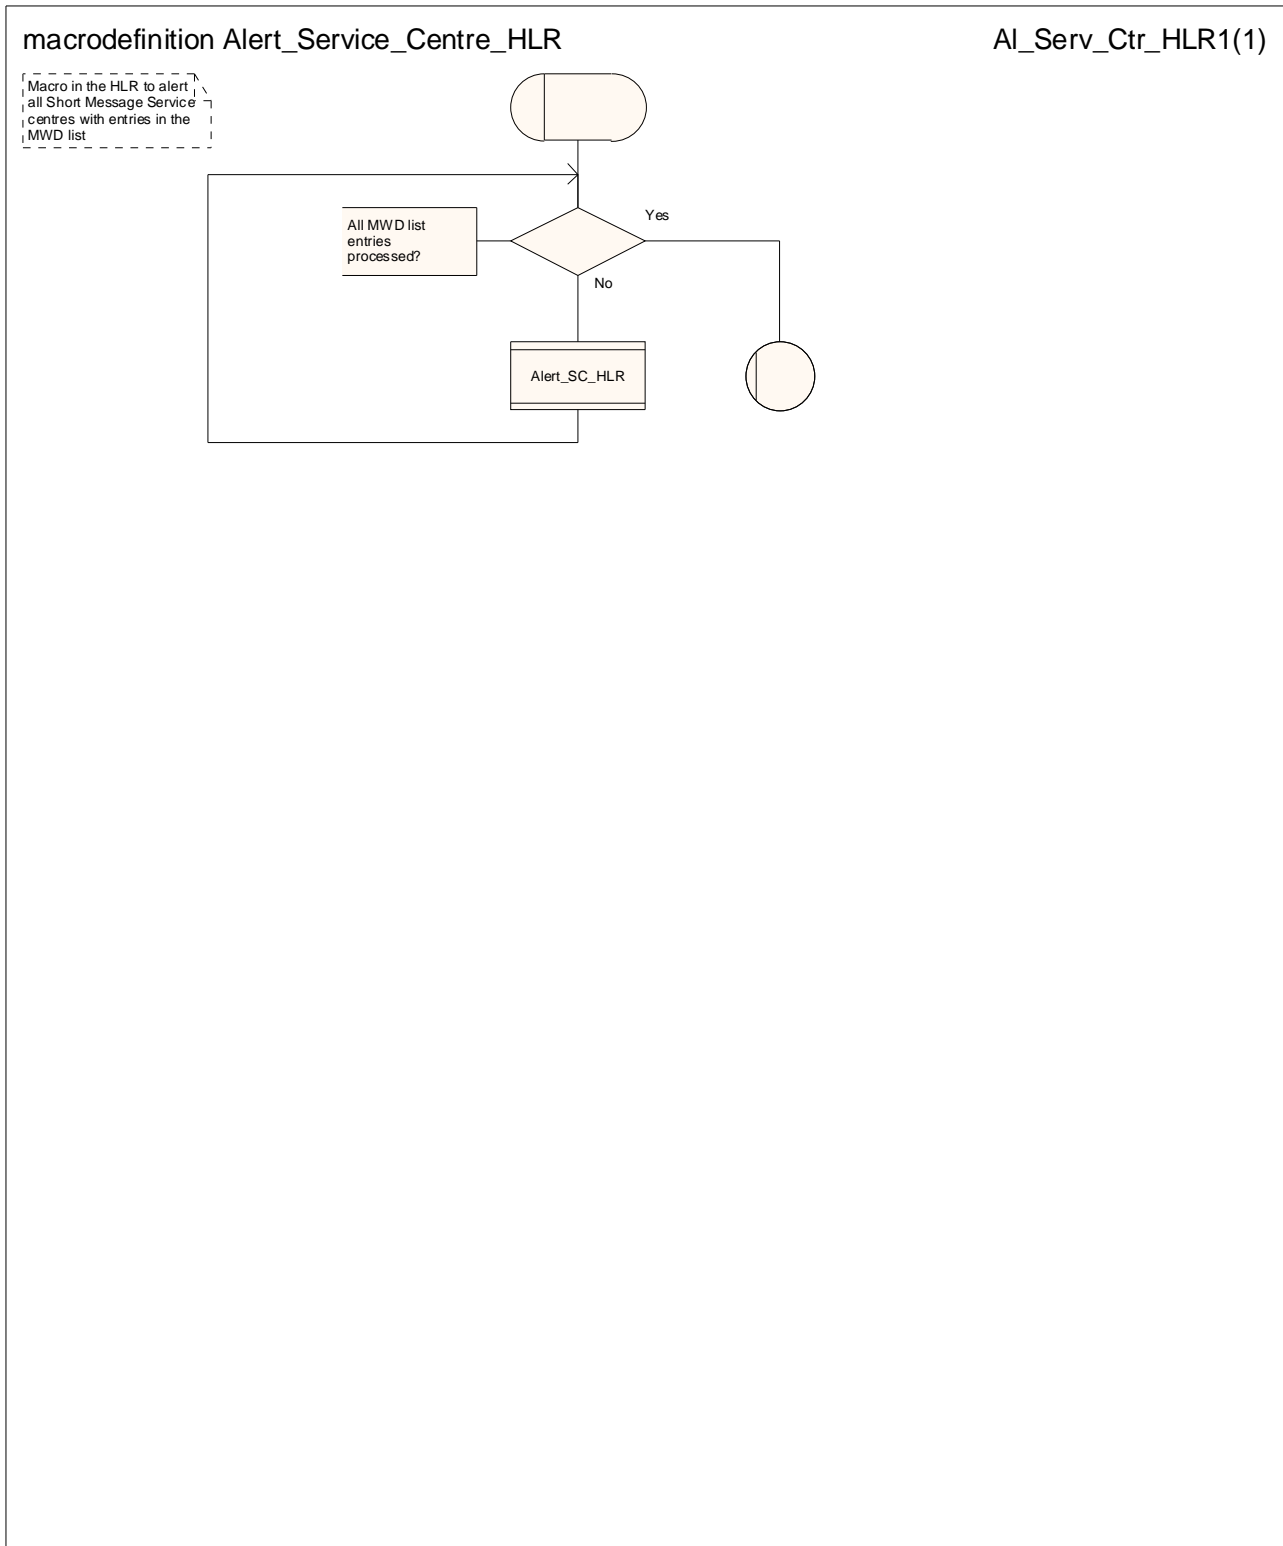 macrodefinition Alert_Service_Centre_HLR
Al_Serv_Ctr_HLR1(1)
Macro in the HLR to alert
all Short Message Service
centres with entries in the
MWD list
All MWD list
entries
processed?
Yes
No
Alert_SC_HLR